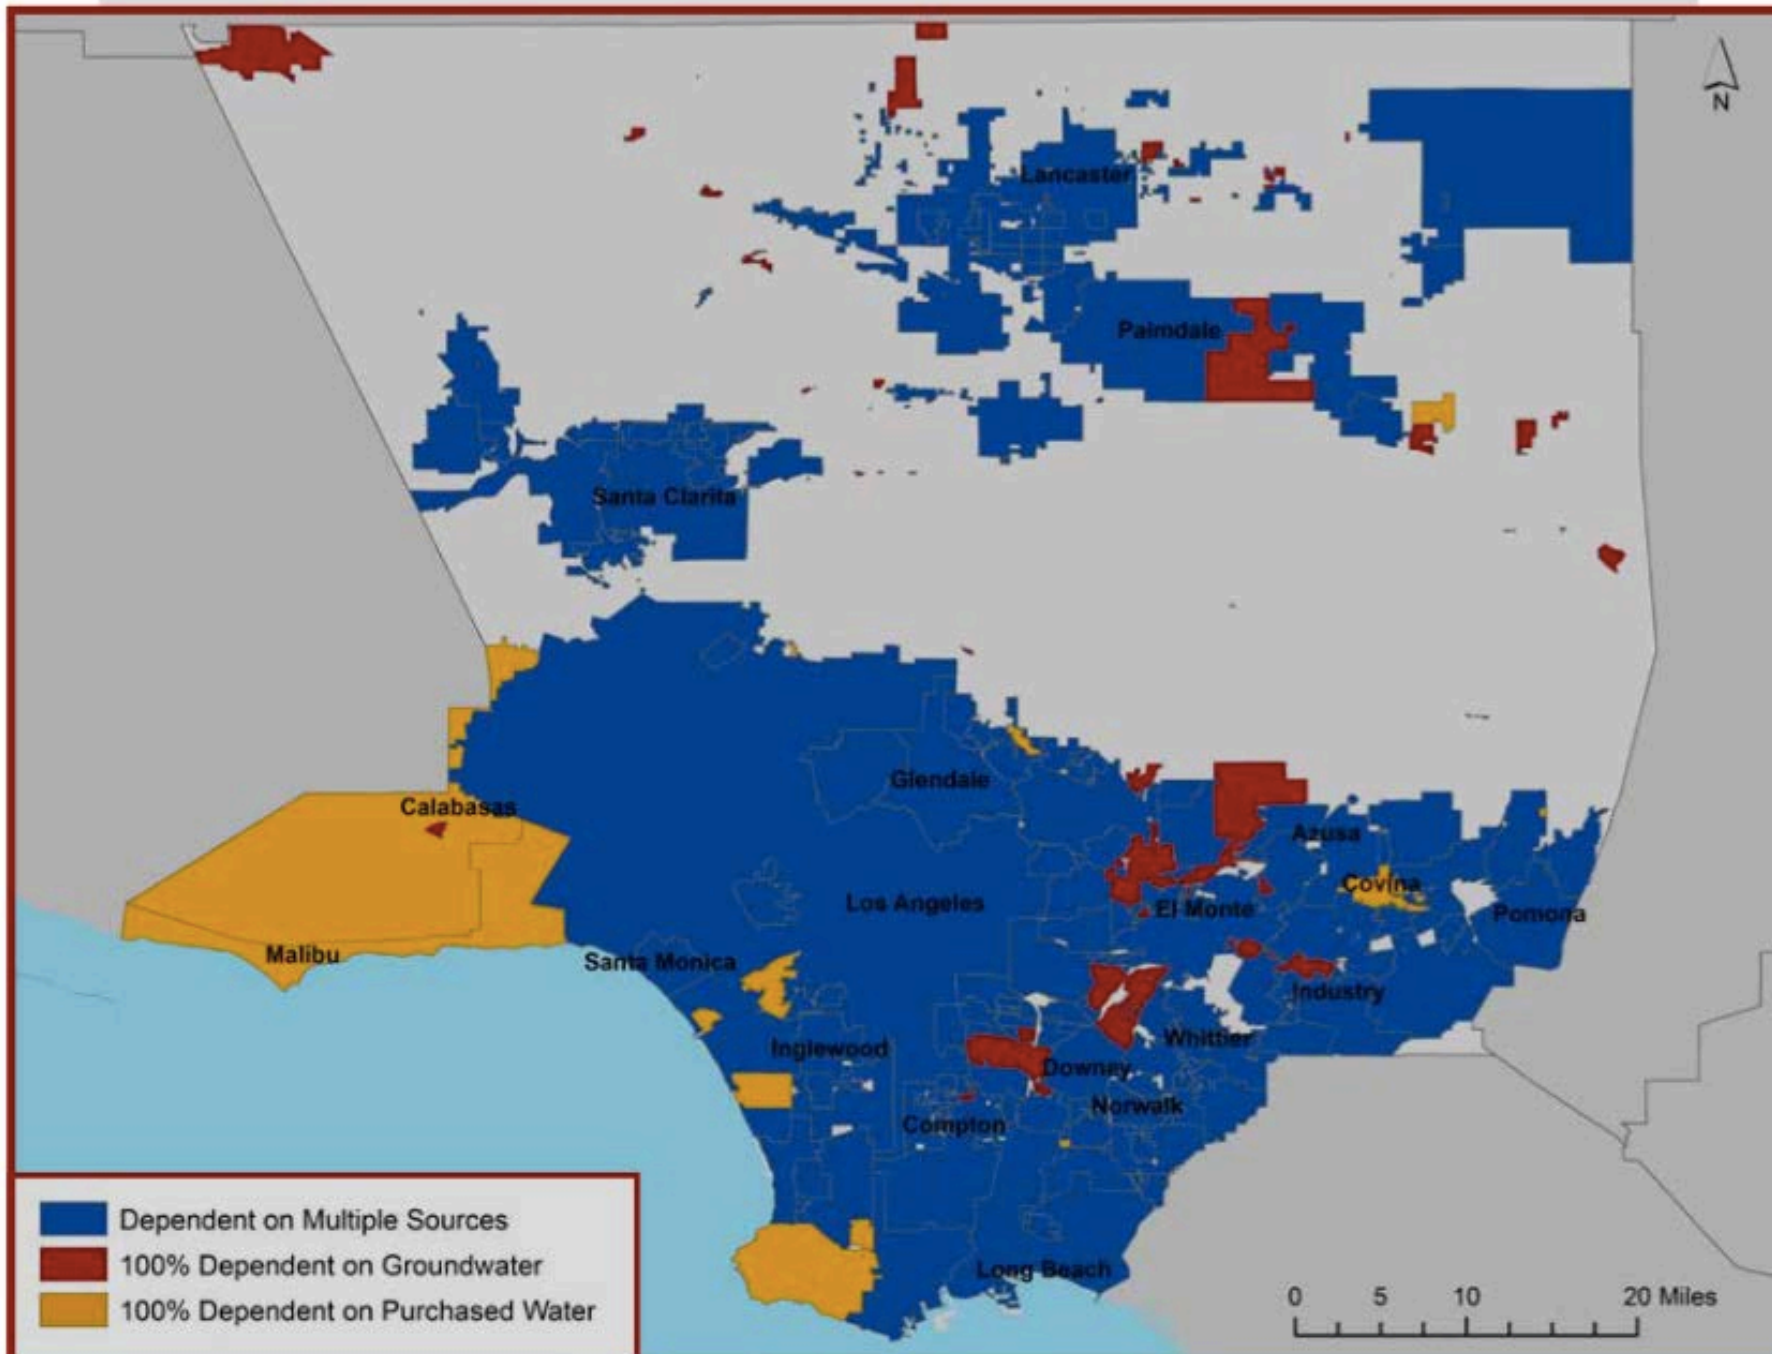 N
Lancaster
Palmdale
Santa Clarita
Glendale
Calabasas
Azusa
Covina
Los Angeles
El Monte
Pomona
Malibu
Santa Monica
Industry
Whittier
Inglewood
Downey
Norwalk
Compton
Long Beach
Dependent on Multiple Sources
100% Dependent on Groundwater
100% Dependent on Purchased Water
0 5 10 20 Miles